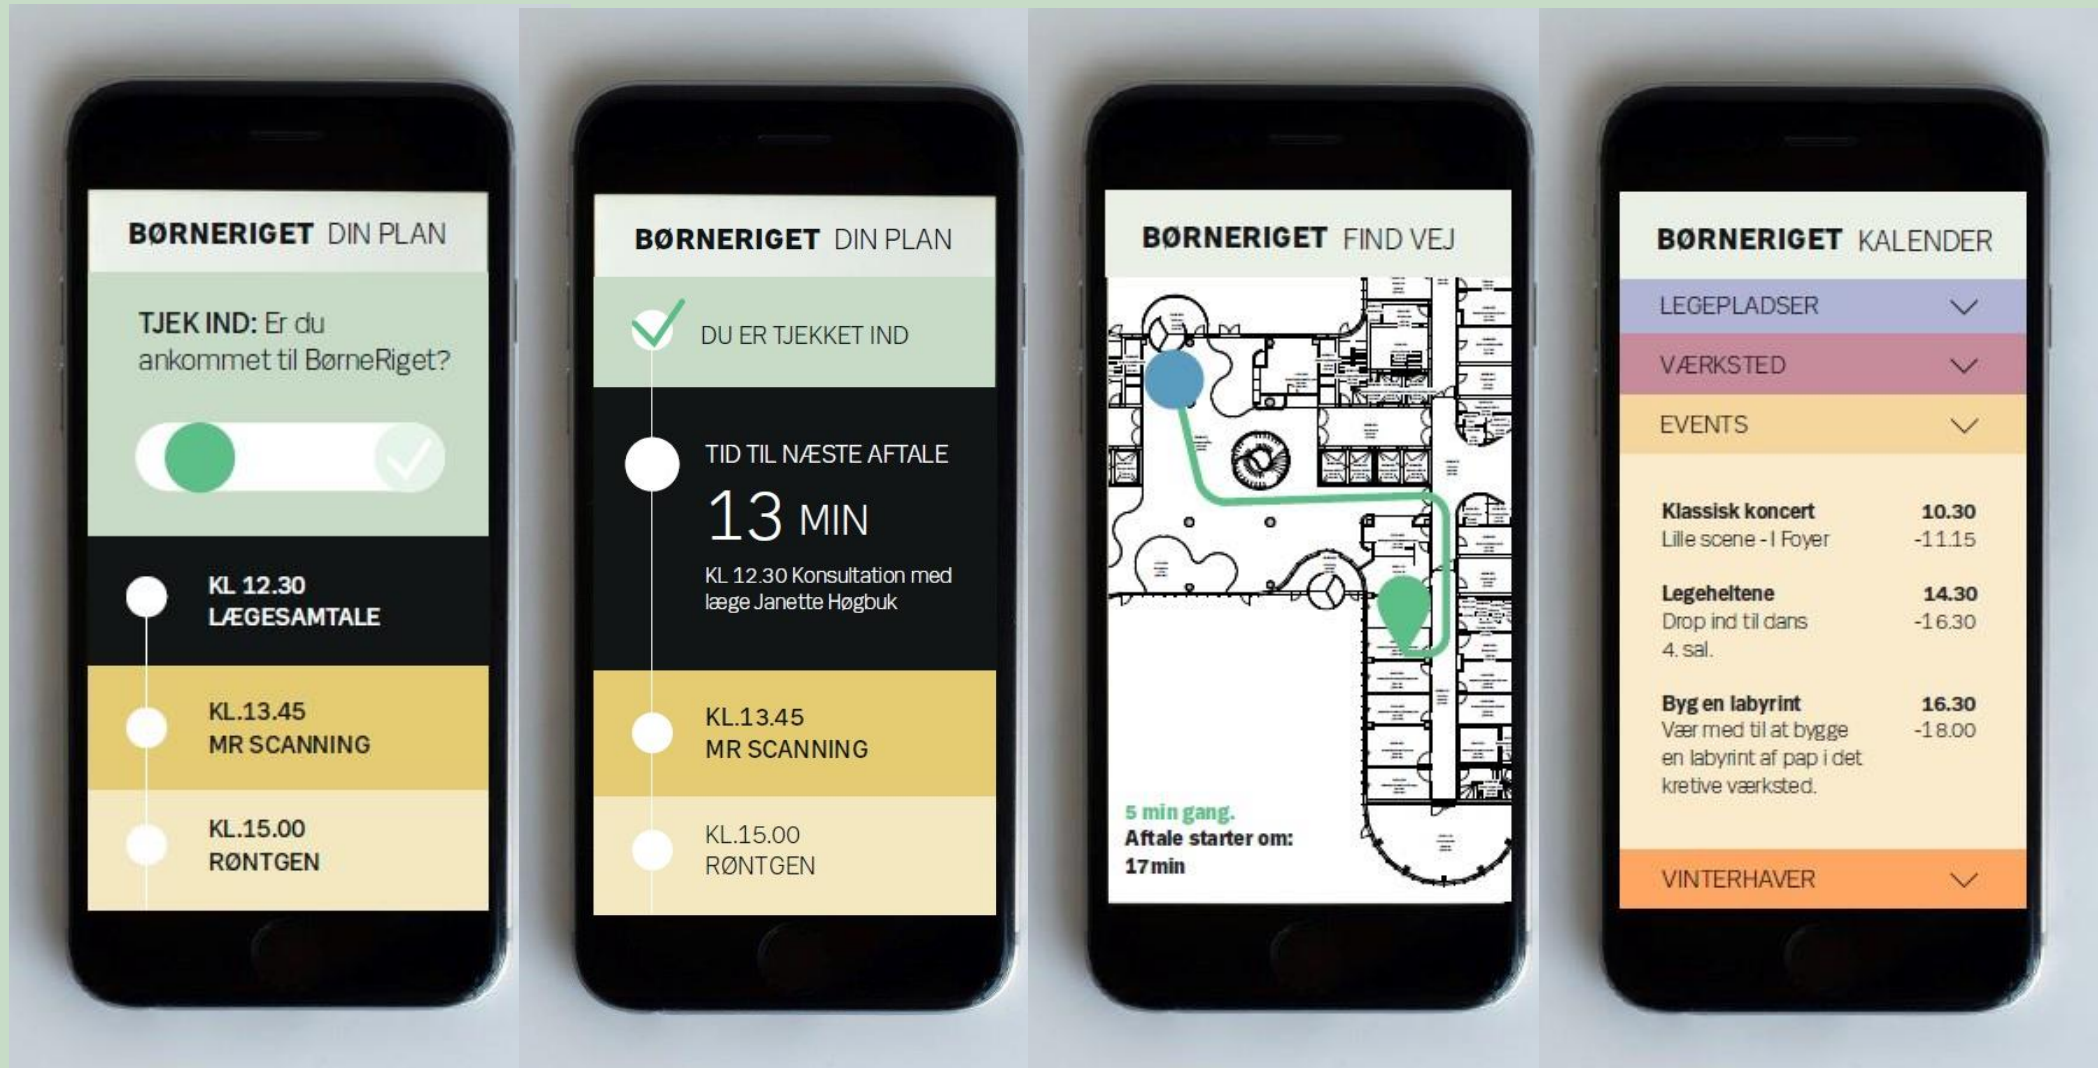 BØRNERIGET DIN PLAN
TJEK IND: Er du
ankommet til BørneRiget?
KL 12.30
LÆGESAMTALE
KL.13.45
MR SCANNING
KL.15.00
RØNTGEN
BØRNERIGET DIN PLAN
DU ER TJEKKET IND
TID TIL NÆSTE AFTALE
13 MIN
KL 12.30 Konsultation med
læge Janette Høgbuk
KL.13.45
MR SCANNING
KL.15.00
RØNTGEN
BØRNERIGET FIND VEJ
5 min gang.
Aftale starter om:
17min
BØRNERIGET KALENDER
LEGEPLADSER
VÆRKSTED
EVENTS
Klassisk koncert 10.30
Lille scene - I Foyer -11.15
Legeheltene 14.30
Drop ind til dans -16.30
4. sal.
Byg en labyrint 16.30
Vær med til at bygge -18.00
en labyrint af pap i det
kretive værksted.
VINTERHAVER